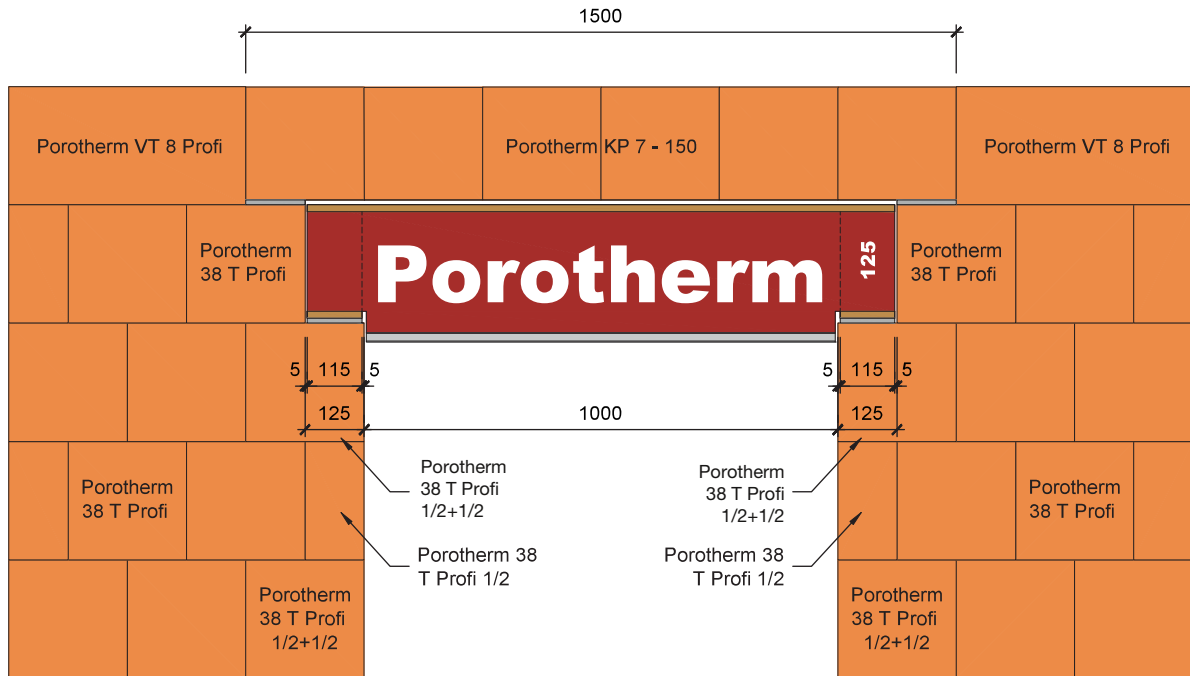 1500
Porotherm VT 8 Profi
Porotherm KP 7 - 150
Porotherm VT 8 Profi
Porotherm
38 T Profi
Porotherm
125
Porotherm
38 T Profi
5
115
5
5
115
5
125
1000
125
Porotherm
38 T Profi
1/2+1/2
Porotherm
38 T Profi
1/2+1/2
Porotherm
38 T Profi
Porotherm
38 T Profi
Porotherm 38
T Profi 1/2
Porotherm 38
T Profi 1/2
Porotherm
38 T Profi
1/2+1/2
Porotherm
38 T Profi
1/2+1/2